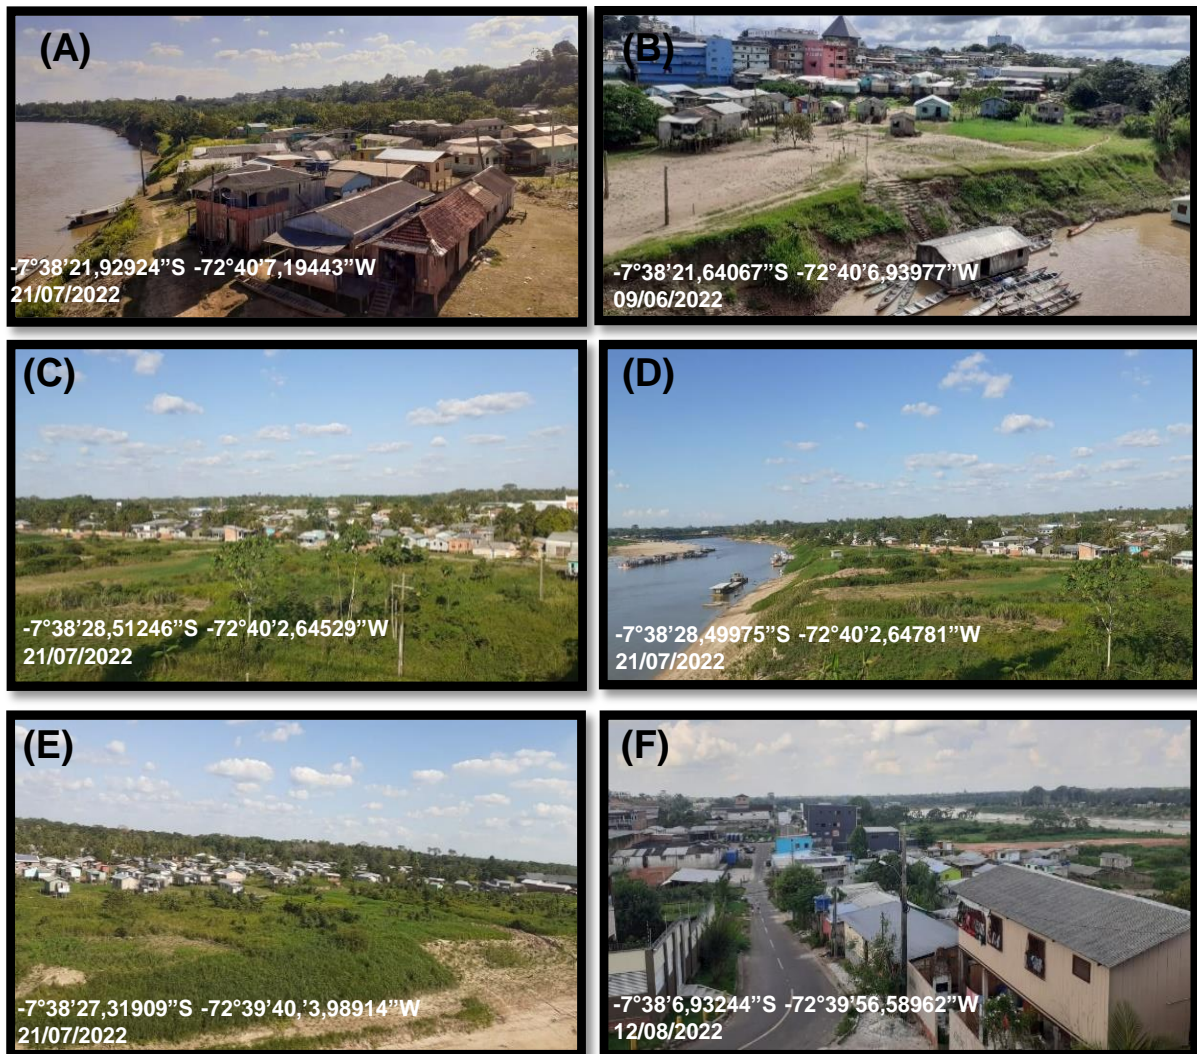 (A)
-7°38’21,92924”S -72°40’7,19443”W
21/07/2022
(B)
-7°38’21,64067”S -72°40’6,93977”W
09/06/2022
(C)
-7°38’28,51246”S -72°40’2,64529”W
21/07/2022
(D)
-7°38’28,49975”S -72°40’2,64781”W
21/07/2022
(E)
-7°38’27,31909”S -72°39’40,’3,98914”W
21/07/2022
(F)
-7°38’6,93244”S -72°39’56,58962”W
12/08/2022